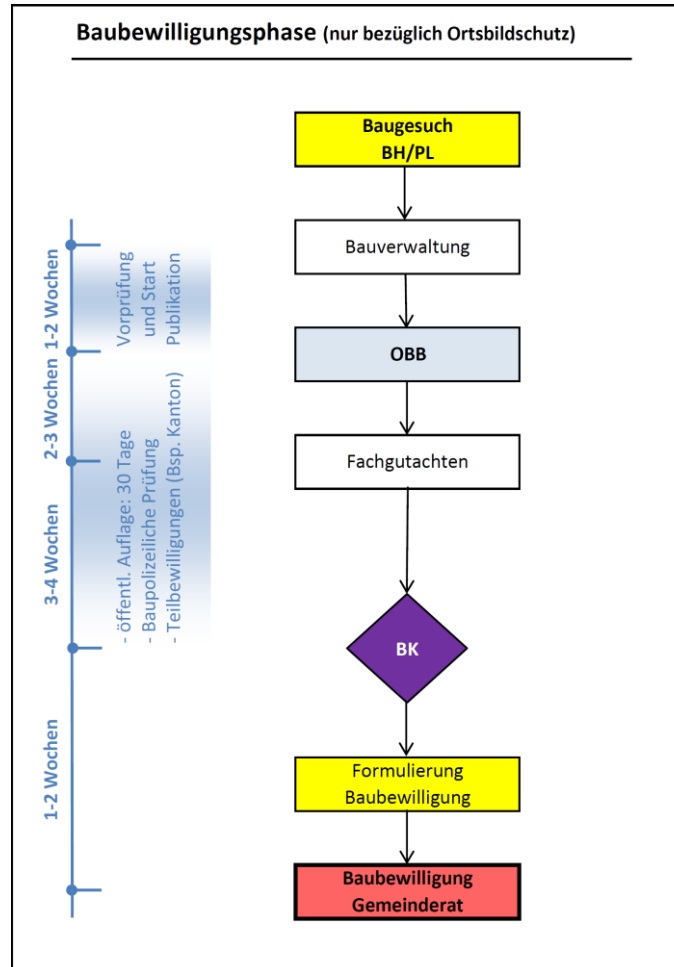 Baubewilligungsphase (nur bezüglich Ortsbildschutz)
Baugesuch
BH/PL
Bauverwaltung
OBB
Fachgutachten
BK
Formulierung
Baubewilligung
Baubewilligung
Gemeinderat
1-2 Wochen
2-3 Wochen
3-4 Wochen
1-2 Wochen
Vorprüfung
und Start
Publikation
- öffentl. Auflage: 30 Tage
- Baupolizeiliche Prüfung
- Teilbewilligungen (Bsp. Kanton)